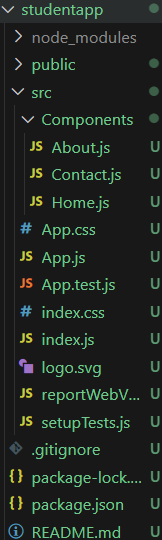 studentapp
node_modules
public
src
Components
JS About.js U
JS Contact.js U
JS Home.js U
# App.css U
JS App.js U
JS App.test.js U
# index.css U
JS index.js U
logo.svg U
JS reportWebV... U
JS setupTests.js U
.gitignore U
{} package-lock.... U
{} package.json U
README.md U